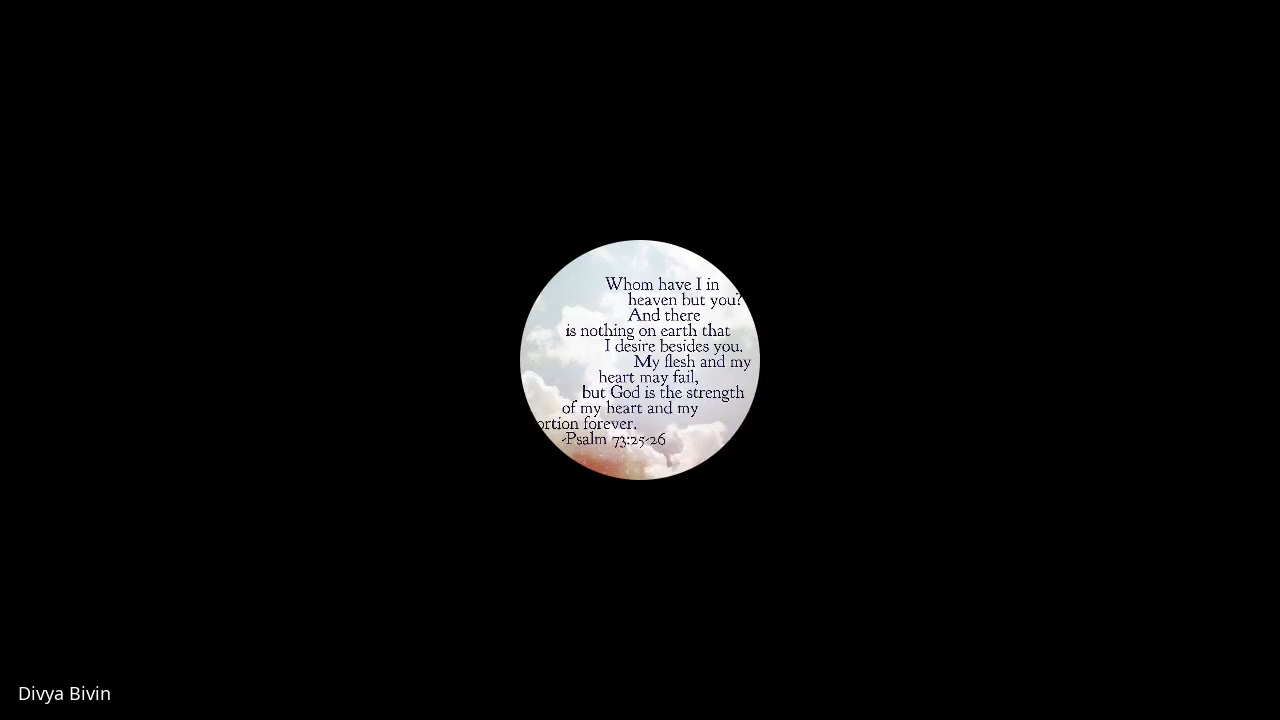 Whom have I in
heaven but you?
And there
is nothing on earth that
I desire besides you.
My flesh and my
heart may fail,
but God is the strength
of my heart and my
ortion forever.
-Psalm 73:25-26
Divya Bivin